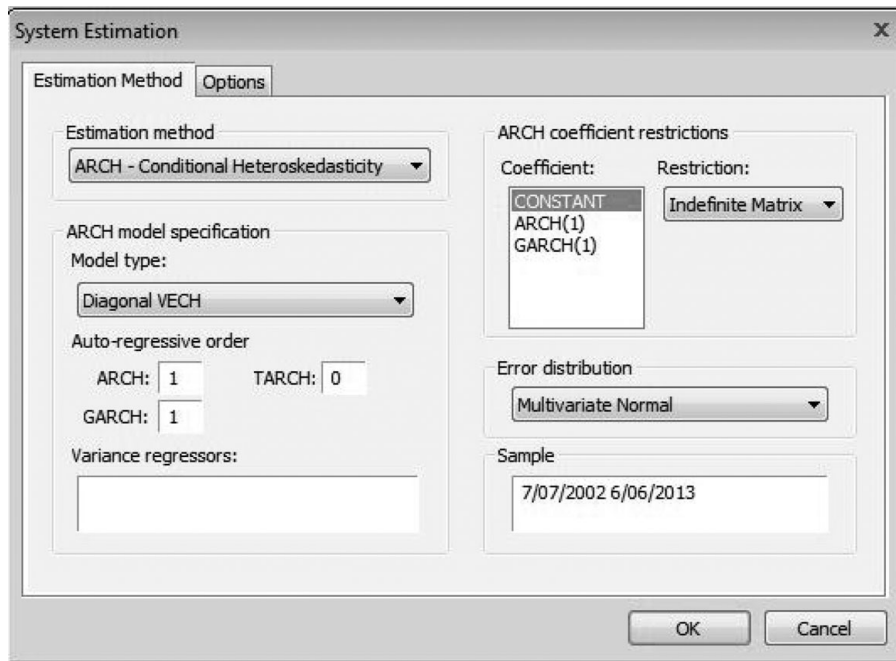 System Estimation
x
Estimation Method
Options
Estimation method
ARCH - Conditional Heteroskedasticity
ARCH model specification
Model type:
Diagonal VECH
Auto-regressive order
ARCH: 1
TARCH: 0
GARCH: 1
Variance regressors:
ARCH coefficient restrictions
Coefficient:
Restriction:
CONSTANT
ARCH(1)
GARCH(1)
Indefinite Matrix
Error distribution
Multivariate Normal
Sample
7/07/2002 6/06/2013
OK
Cancel